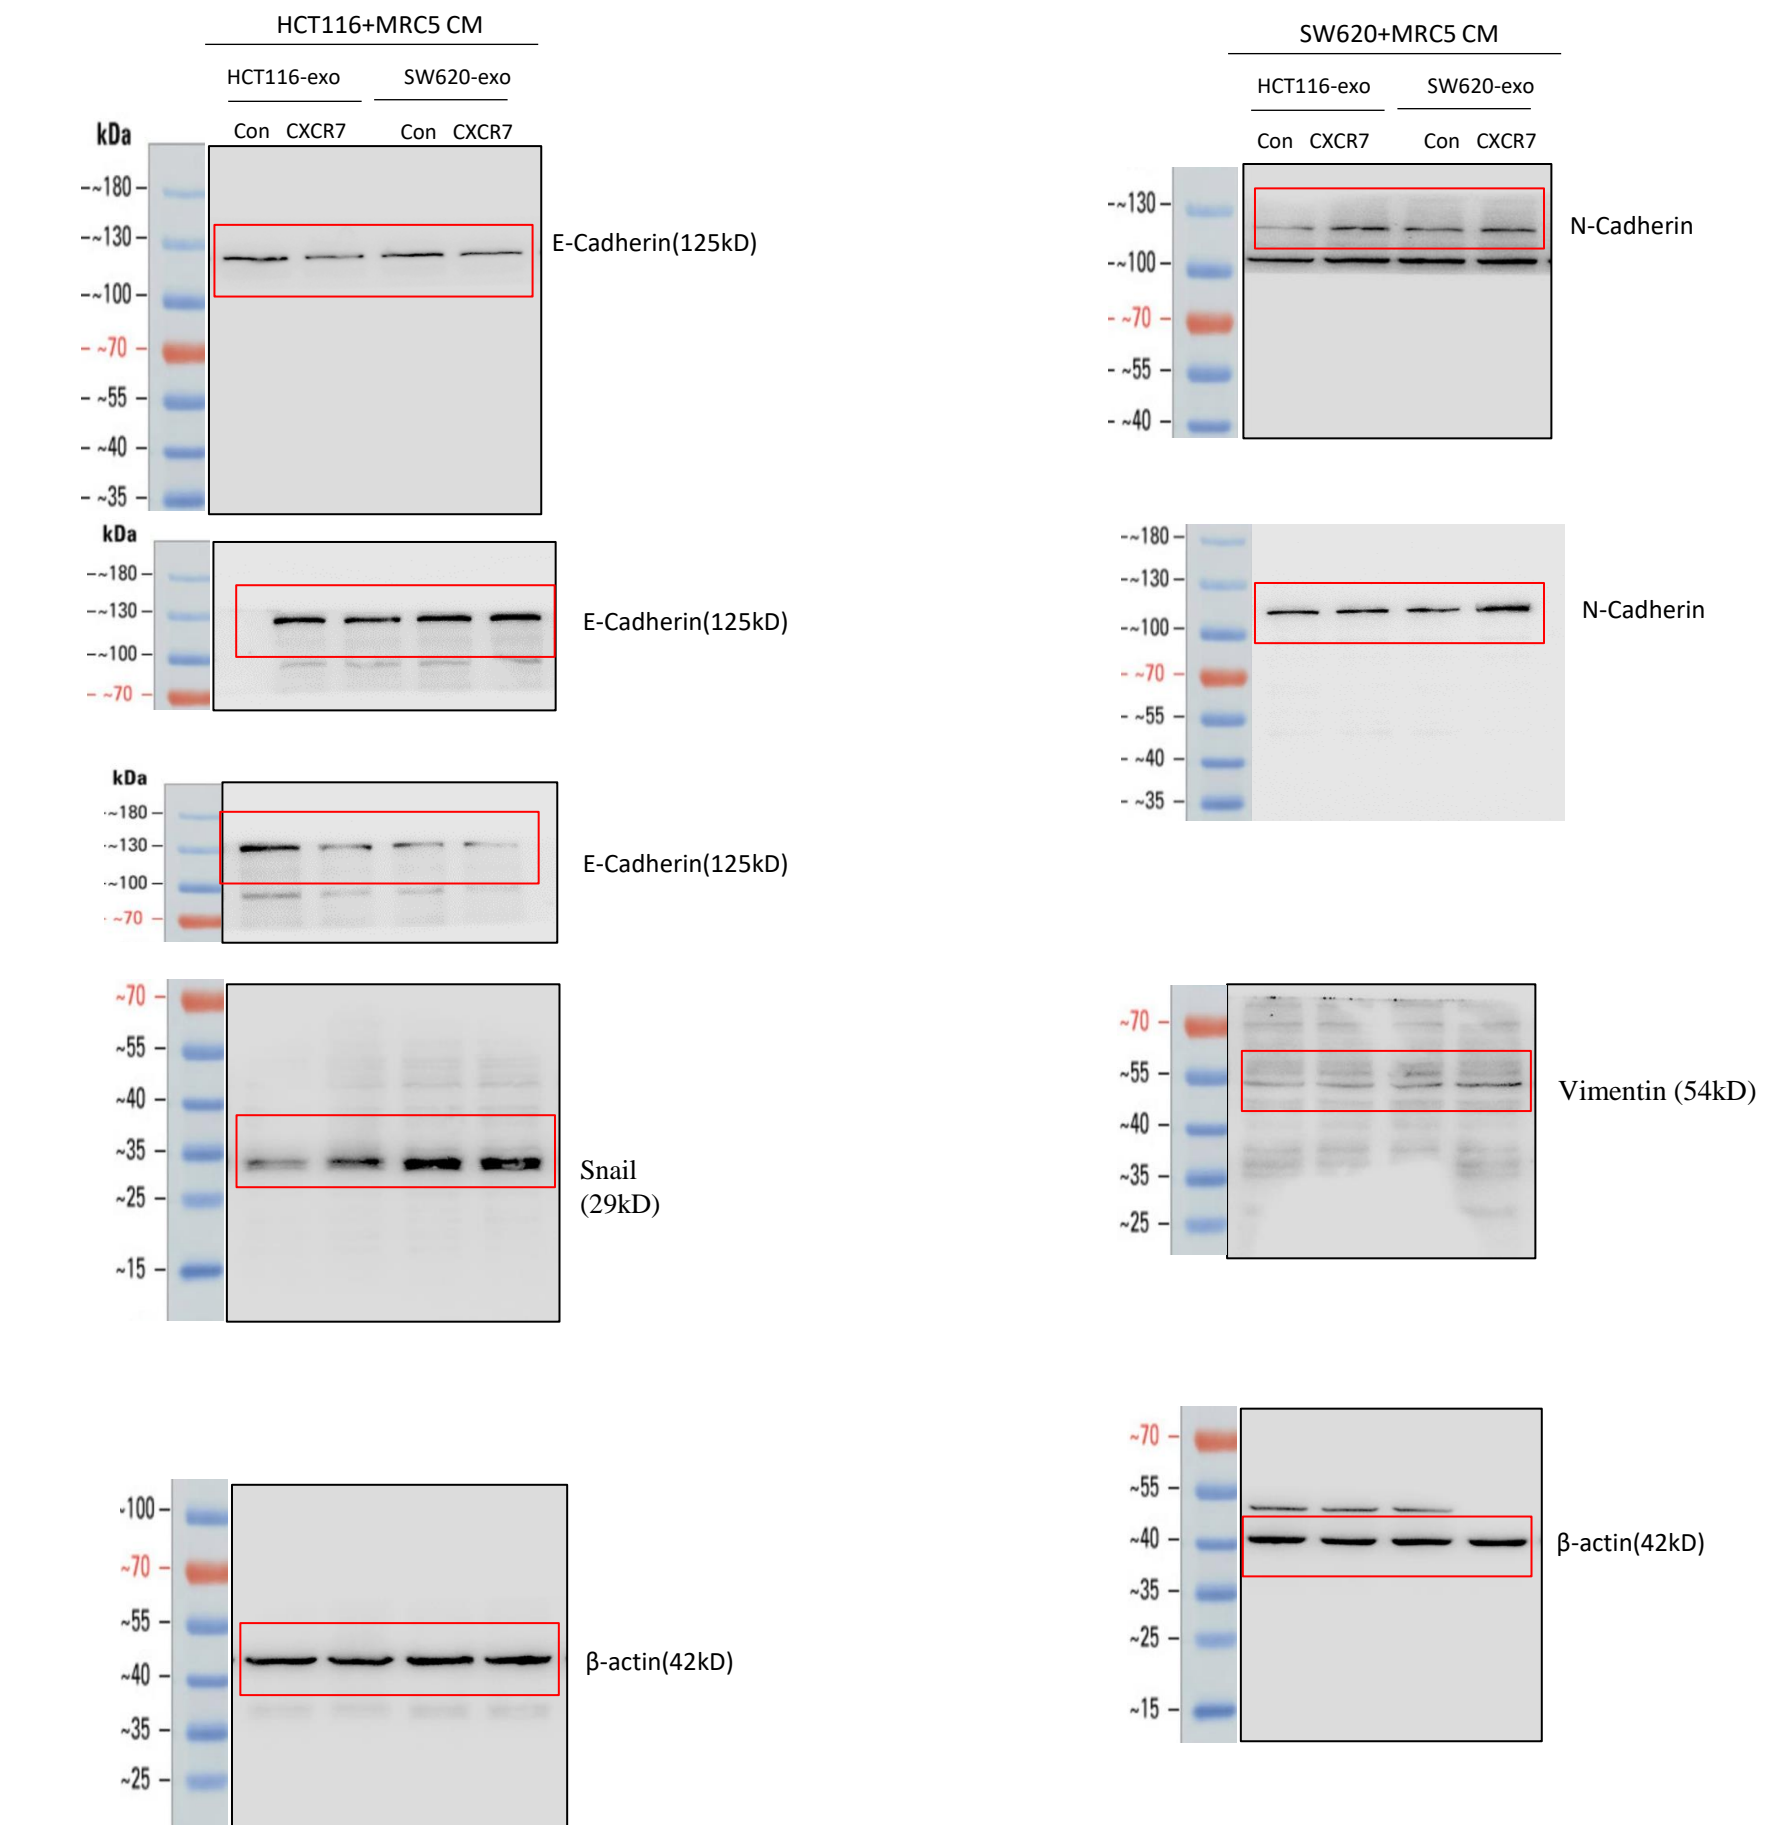 HCT116+MRC5 CM
HCT116-exo SW620-exo
Con CXCR7 Con CXCR7
kDa
-~180 –
-~130 –
-~100 –
- ~70 –
- ~55 –
- ~40 –
- ~35 –
E-Cadherin(125kD)
kDa
-~180 –
-~130 –
-~100 –
- ~70 –
E-Cadherin(125kD)
kDa
-~180 –
-~130 –
-~100 –
- ~70 –
E-Cadherin(125kD)
~70 –
~55 –
~40 –
~35 –
~25 –
~15 –
Snail
(29kD)
~100 –
~70 –
~55 –
~40 –
~35 –
~25 –
β-actin(42kD)
SW620+MRC5 CM
HCT116-exo SW620-exo
Con CXCR7 Con CXCR7
-~130 –
-~100 –
- ~70 –
- ~55 –
- ~40 –
N-Cadherin
-~180 –
-~130 –
-~100 –
- ~70 –
- ~55 –
- ~40 –
- ~35 –
N-Cadherin
~70 –
~55 –
~40 –
~35 –
~25 –
Vimentin (54kD)
~70 –
~55 –
~40 –
~35 –
~25 –
~15 –
β-actin(42kD)